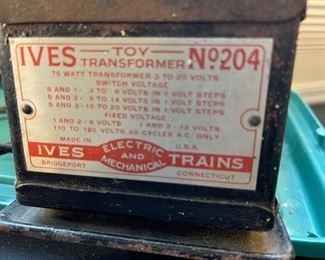 IVES TOY TRANSFORMER No. 204
75 WATT TRANSFORMER 3 TO 20 VOLTS
SWITCH VOLTAGE
S AND 1 - 3 TO 8 VOLTS IN 1 VOLT STEPS
S AND 2 - 9 TO 14 VOLTS IN 1 VOLT STEPS
S AND 3 - 15 TO 20 VOLTS IN 1 VOLT STEPS
FIXED VOLTAGE
1 AND 2 - 6 VOLTS 1 AND 3 - 12 VOLTS
110 TO 120 VOLTS 60 CYCLES A.C. ONLY
MADE IN U.S.A.
IVES ELECTRIC AND MECHANICAL TRAINS
BRIDGEPORT CONNECTICUT